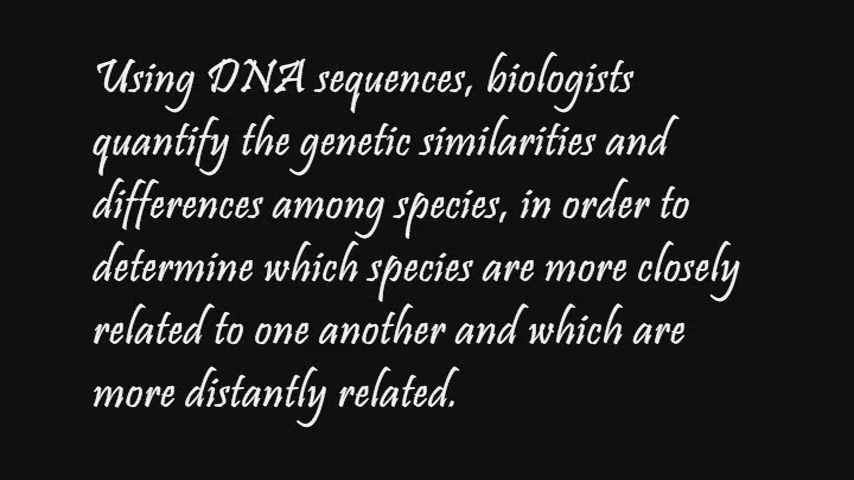 Using DNA sequences, biologists
quantify the genetic similarities and
differences among species, in order to
determine which species are more closely
related to one another and which are
more distantly related.